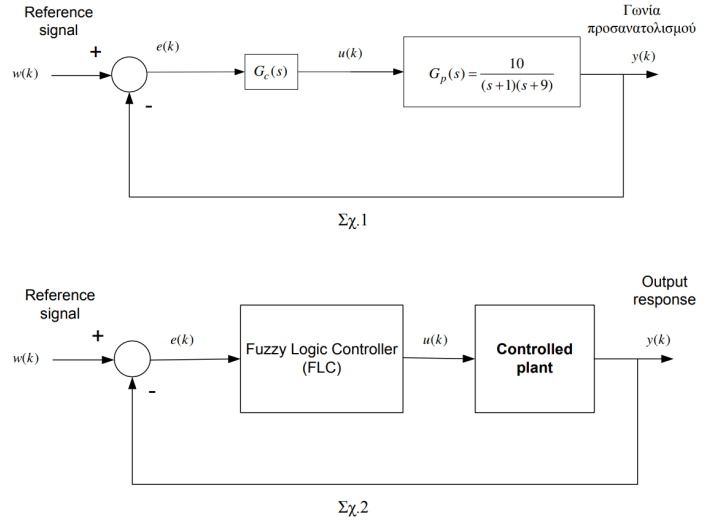 Reference
signal
Γωνία
προσανατολισμού
+
e(k)
u(k)
y(k)
w(k)
G_c(s)
G_p(s) = 10 / ((s+1)(s+9))
-
Σχ.1
Reference
signal
Output
response
+
e(k)
u(k)
y(k)
w(k)
Fuzzy Logic Controller
(FLC)
Controlled
plant
-
Σχ.2